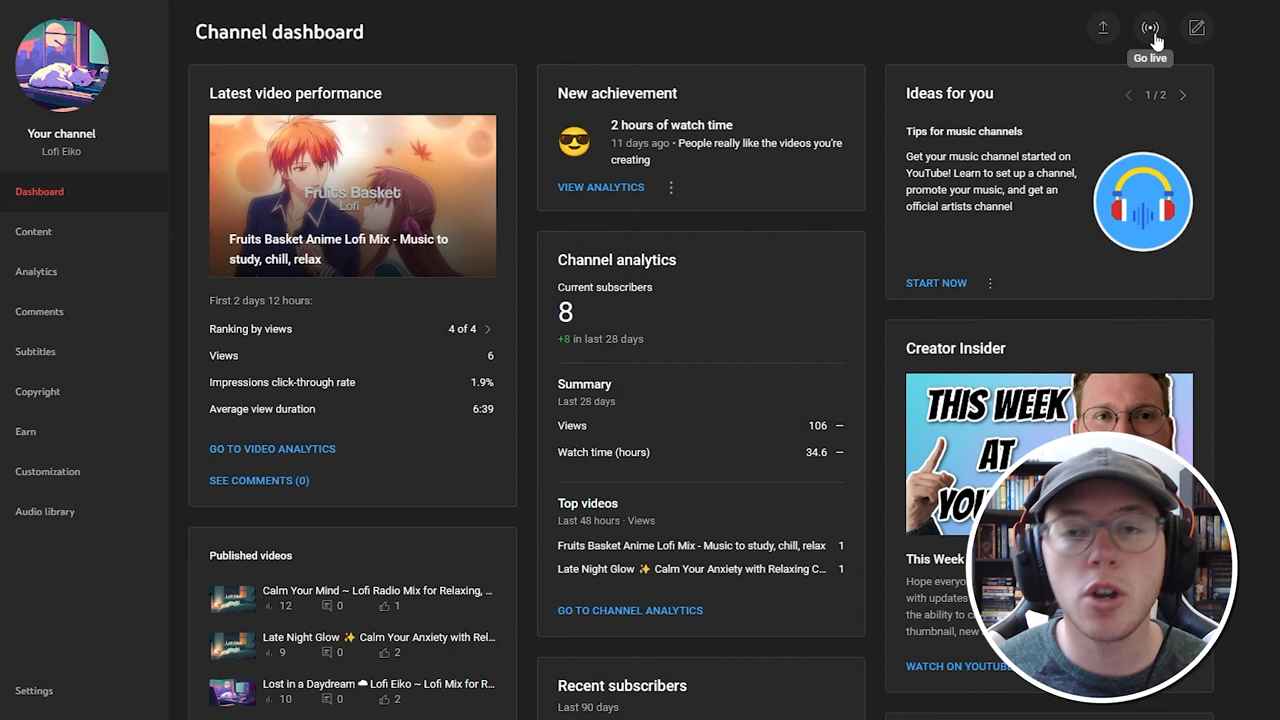 Channel dashboard
Go live
Your channel
Lofi Eiko
Dashboard
Content
Analytics
Comments
Subtitles
Copyright
Earn
Customization
Audio library
Settings
Latest video performance
Fruits Basket
Lofi
Fruits Basket Anime Lofi Mix - Music to
study, chill, relax
First 2 days 12 hours:
Ranking by views 4 of 4
Views 6
Impressions click-through rate 1.9%
Average view duration 6:39
GO TO VIDEO ANALYTICS
SEE COMMENTS (0)
Published videos
Calm Your Mind ~ Lofi Radio Mix for Relaxing, ...
12 0 1
Late Night Glow ✨ Calm Your Anxiety with Rel...
9 0 2
Lost in a Daydream ☁ Lofi Eiko ~ Lofi Mix for R...
10 0 2
New achievement
2 hours of watch time
11 days ago • People really like the videos you're
creating
VIEW ANALYTICS
Channel analytics
Current subscribers
8
+8 in last 28 days
Summary
Last 28 days
Views 106 —
Watch time (hours) 34.6 —
Top videos
Last 48 hours · Views
Fruits Basket Anime Lofi Mix - Music to study, chill, relax 1
Late Night Glow ✨ Calm Your Anxiety with Relaxing C... 1
GO TO CHANNEL ANALYTICS
Recent subscribers
Last 90 days
Ideas for you
1 / 2
Tips for music channels
Get your music channel started on
YouTube! Learn to set up a channel,
promote your music, and get an
official artists channel
START NOW
Creator Insider
THIS WEEK
AT
YOU
This Week
Hope everyo
with updates
the ability to c
thumbnail, new
WATCH ON YOUTUB